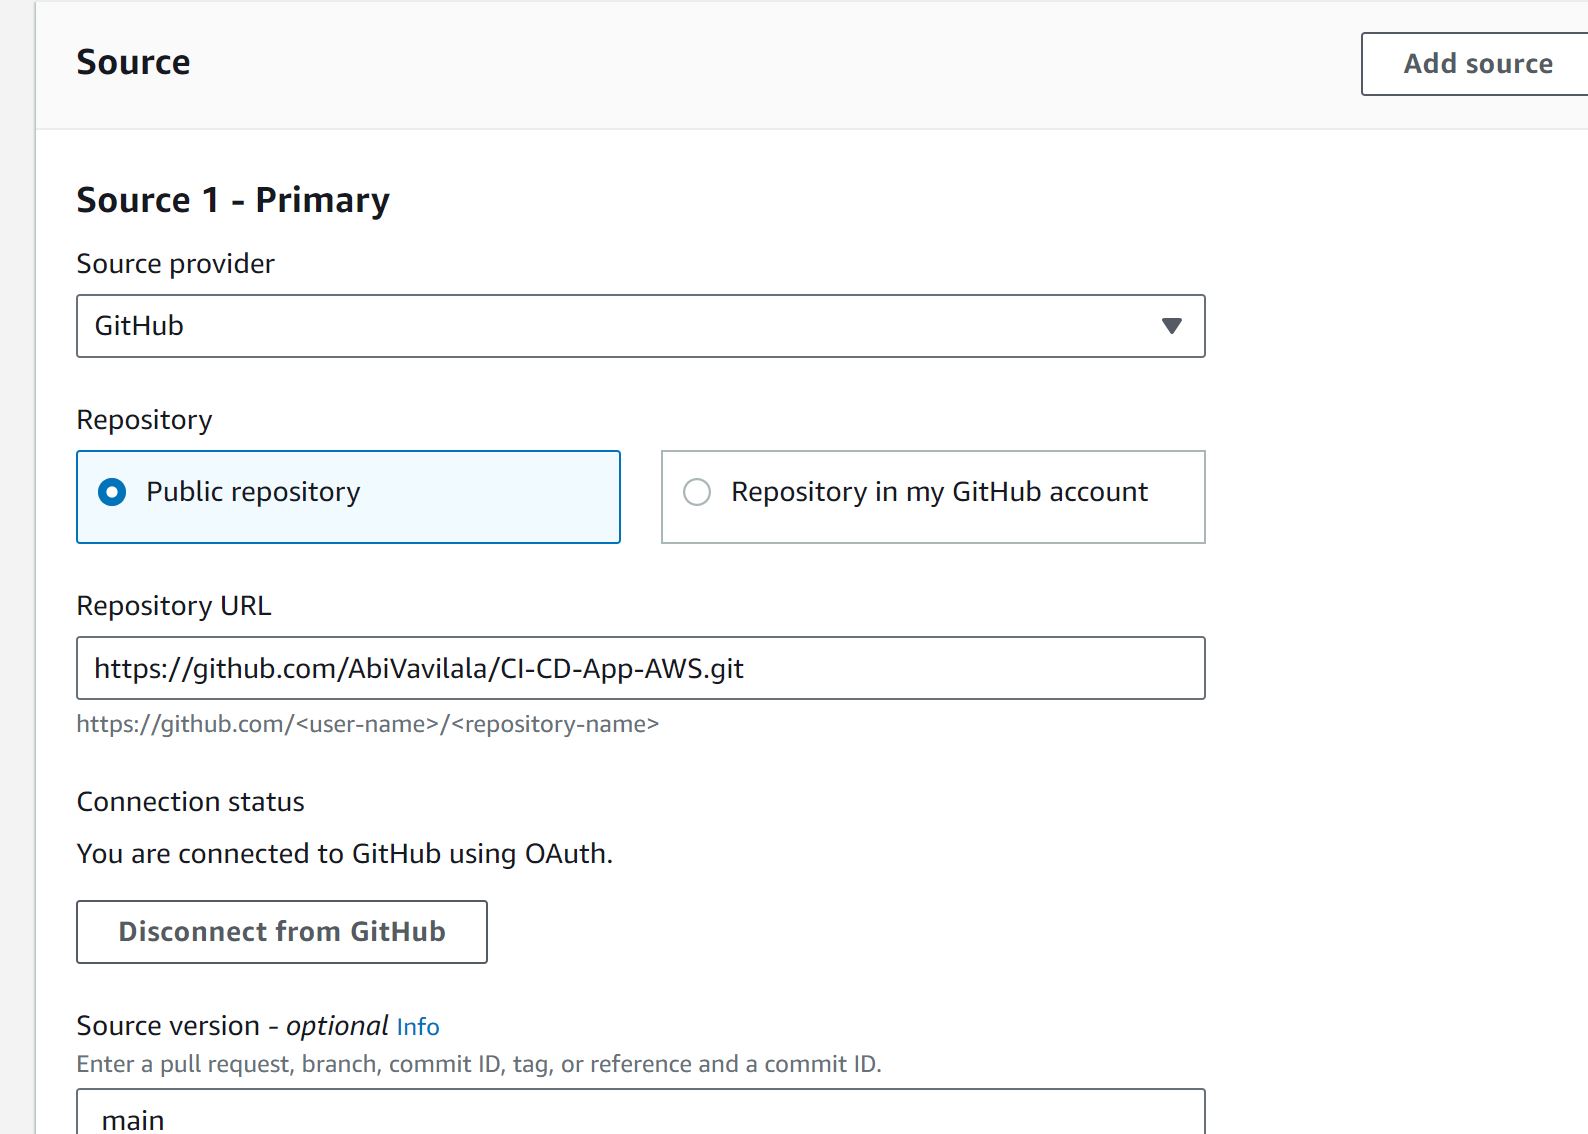 Source
Add source
Source 1 - Primary
Source provider
GitHub
Repository
Public repository
Repository in my GitHub account
Repository URL
https://github.com/AbiVavilala/CI-CD-App-AWS.git
https://github.com/<user-name>/<repository-name>
Connection status
You are connected to GitHub using OAuth.
Disconnect from GitHub
Source version - optional Info
Enter a pull request, branch, commit ID, tag, or reference and a commit ID.
main